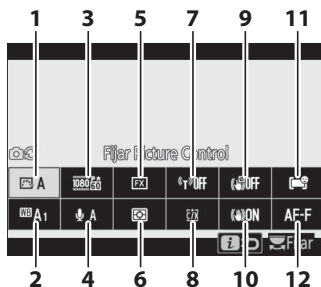 1 3 5 7 9 11
Fijar Picture Control
A 1080 60 FX OFF OFF
WB A1 A ON AF-F
i Fijar
2 4 6 8 10 12